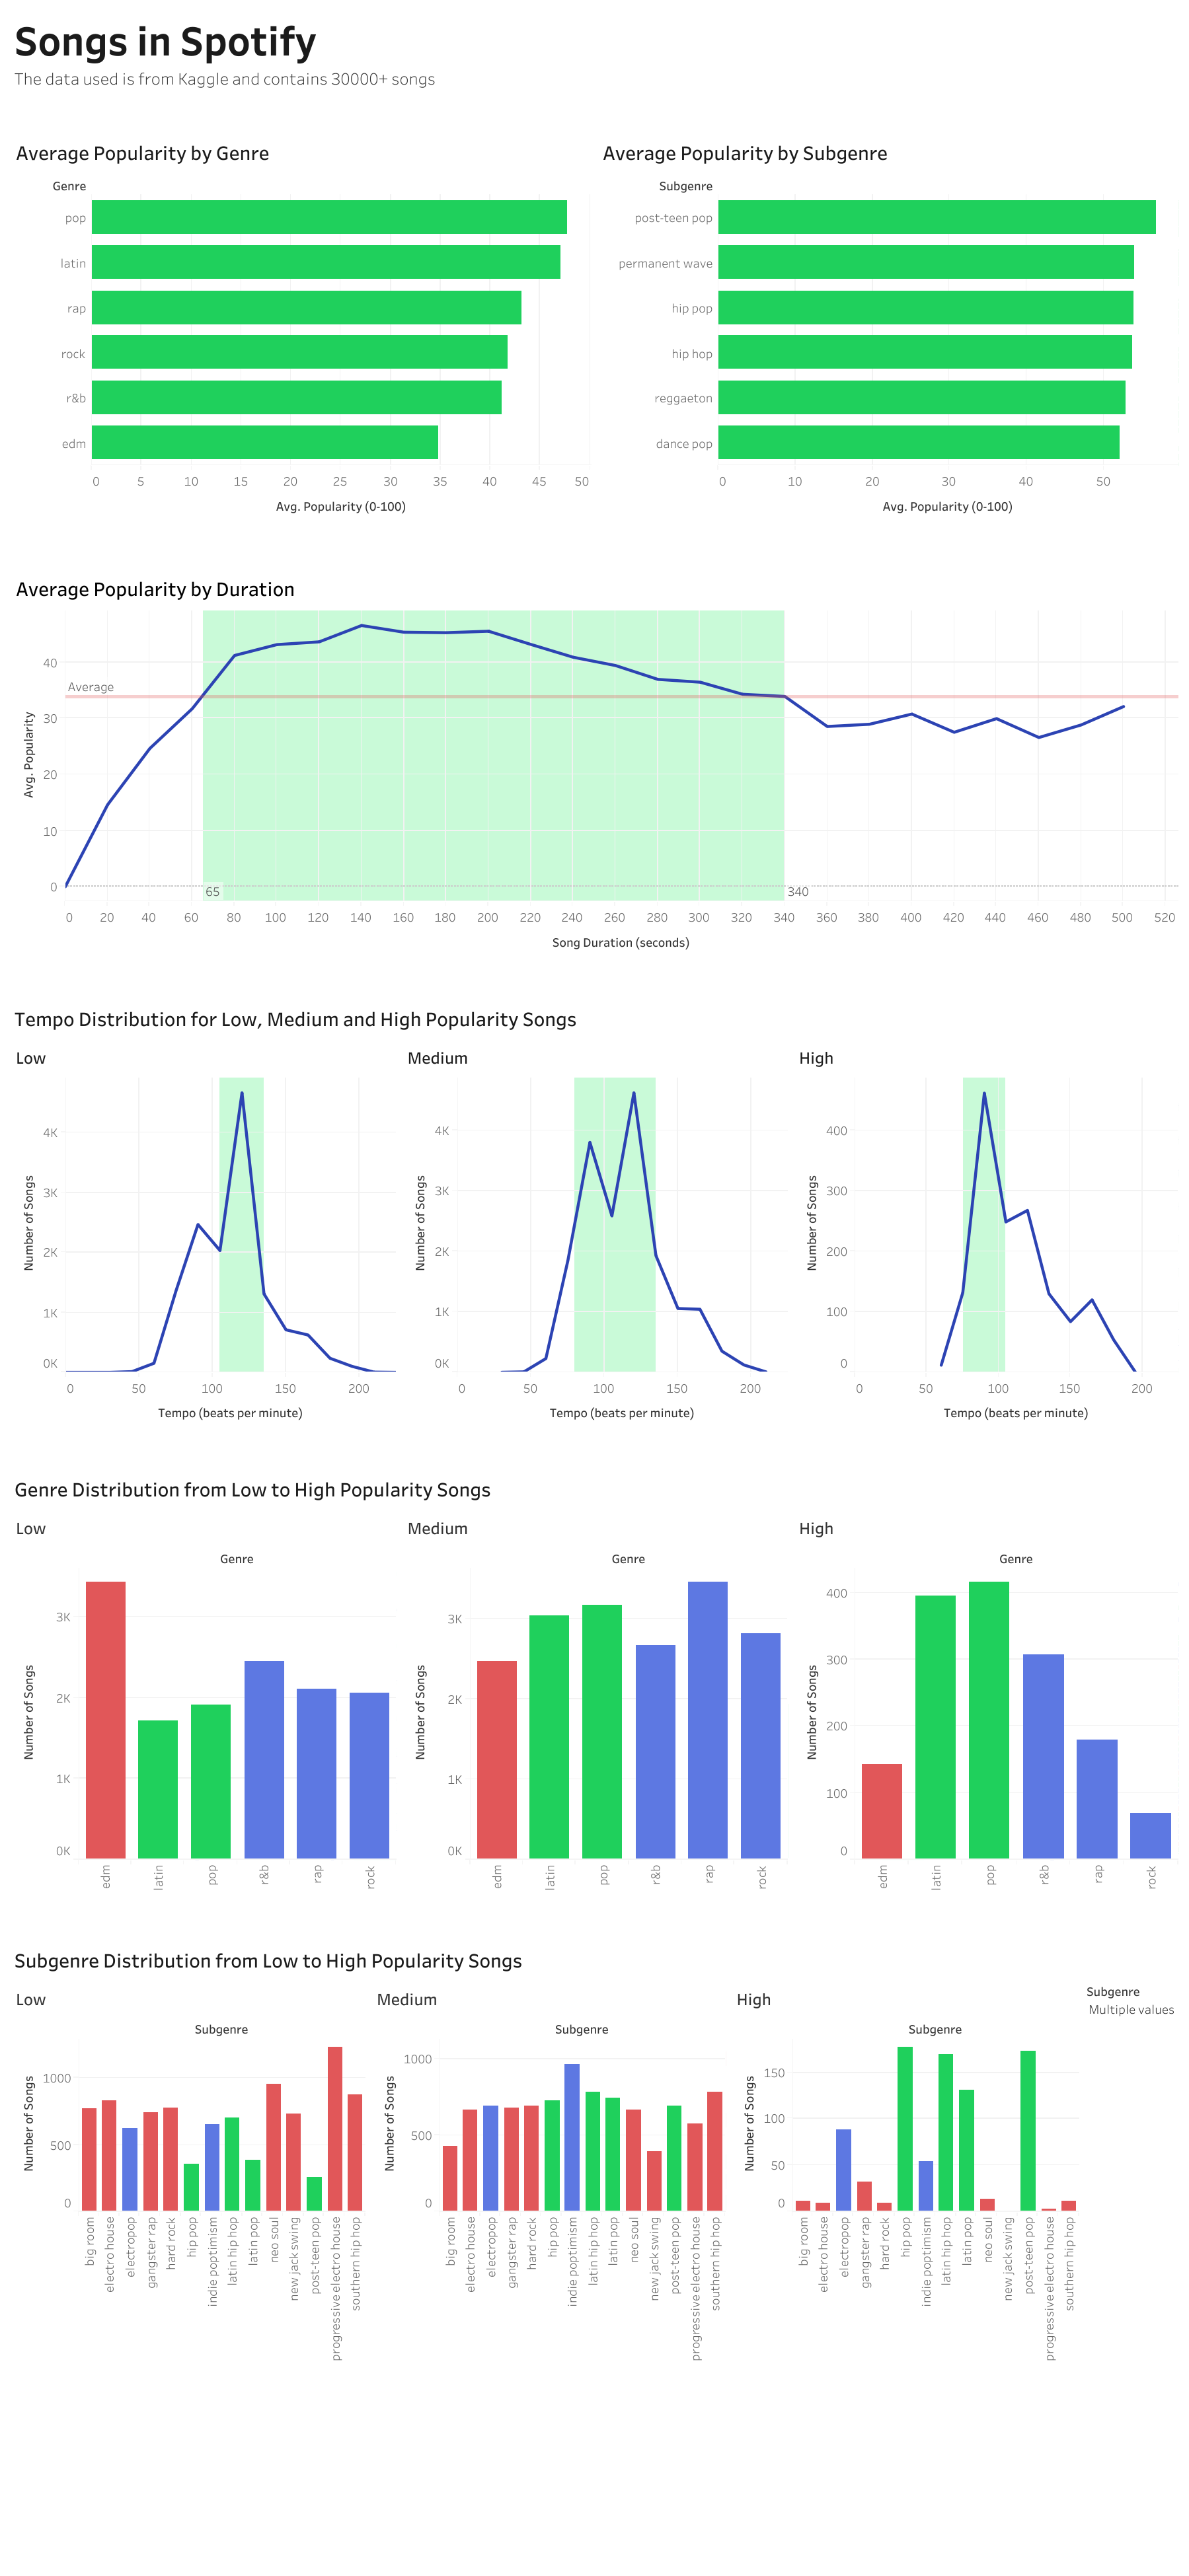 Songs in Spotify
The data used is from Kaggle and contains 30000+ songs
Average Popularity by Genre
Genre
pop
latin
rap
rock
r&b
edm
0 5 10 15 20 25 30 35 40 45 50
Avg. Popularity (0-100)
Average Popularity by Subgenre
Subgenre
post-teen pop
permanent wave
hip pop
hip hop
reggaeton
dance pop
0 10 20 30 40 50
Avg. Popularity (0-100)
Average Popularity by Duration
Avg. Popularity
40
Average
30
20
10
0
65
340
0 20 40 60 80 100 120 140 160 180 200 220 240 260 280 300 320 340 360 380 400 420 440 460 480 500 520
Song Duration (seconds)
Tempo Distribution for Low, Medium and High Popularity Songs
Low
Number of Songs
4K
3K
2K
1K
0K
0 50 100 150 200
Tempo (beats per minute)
Medium
Number of Songs
4K
3K
2K
1K
0K
0 50 100 150 200
Tempo (beats per minute)
High
Number of Songs
400
300
200
100
0
0 50 100 150 200
Tempo (beats per minute)
Genre Distribution from Low to High Popularity Songs
Low
Genre
Number of Songs
3K
2K
1K
0K
edm
latin
pop
r&b
rap
rock
Medium
Genre
Number of Songs
3K
2K
1K
0K
edm
latin
pop
r&b
rap
rock
High
Genre
Number of Songs
400
300
200
100
0
edm
latin
pop
r&b
rap
rock
Subgenre Distribution from Low to High Popularity Songs
Low
Subgenre
Number of Songs
1000
500
0
big room
electro house
electropop
gangster rap
hard rock
hip pop
indie poptimism
latin hip hop
latin pop
neo soul
new jack swing
post-teen pop
progressive electro house
southern hip hop
Medium
Subgenre
Number of Songs
1000
500
0
big room
electro house
electropop
gangster rap
hard rock
hip pop
indie poptimism
latin hip hop
latin pop
neo soul
new jack swing
post-teen pop
progressive electro house
southern hip hop
High
Subgenre
Number of Songs
150
100
50
0
big room
electro house
electropop
gangster rap
hard rock
hip pop
indie poptimism
latin hip hop
latin pop
neo soul
new jack swing
post-teen pop
progressive electro house
southern hip hop
Subgenre
Multiple values